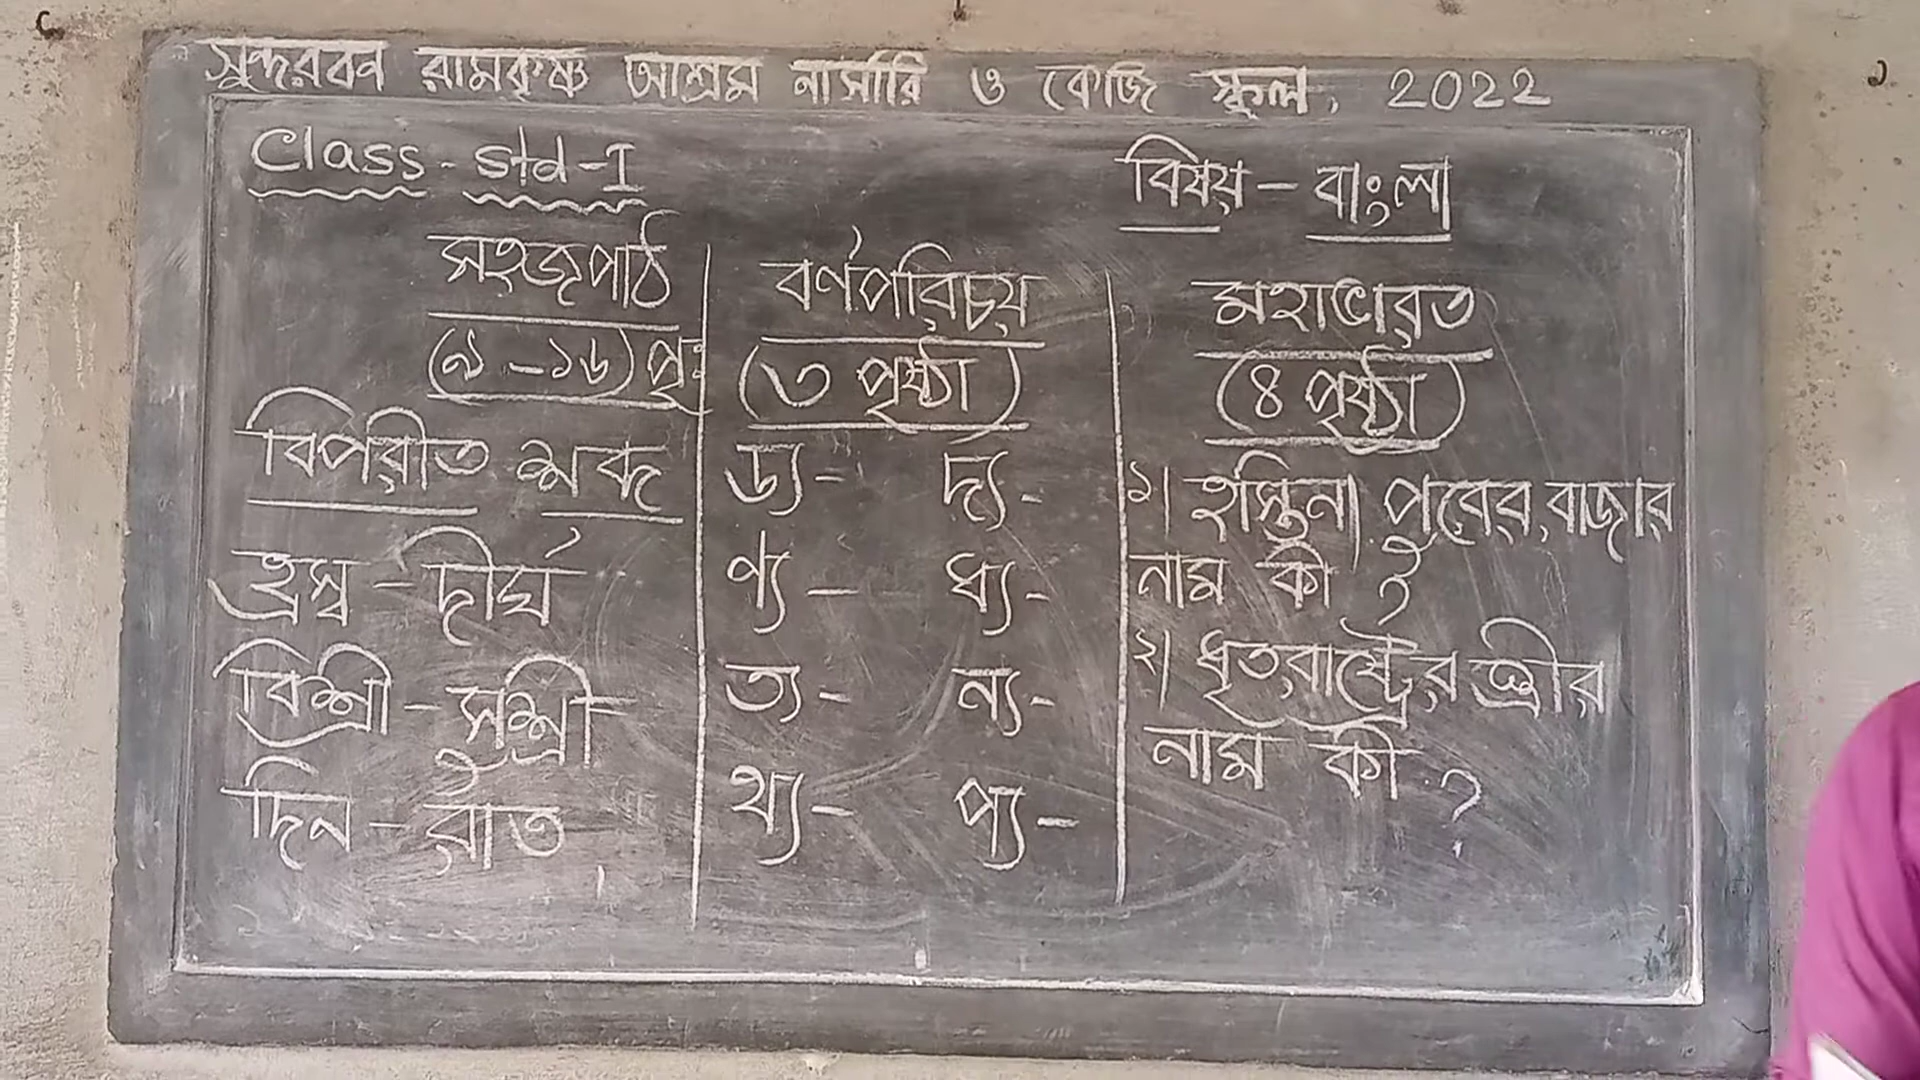 সুন্দরবন রামকৃষ্ণ আশ্রম নার্সারি ও কেজি স্কুল, 2022
Class - Std - I
বিষয় - বাংলা
সহজপাঠ
(৯ - ১৬) পৃঃ
বিপরীত শব্দ
হ্রস্ব - দীর্ঘ
বিশ্রী - সুশ্রী
দিন - রাত
বর্ণপরিচয়
(৩ পৃষ্ঠা)
ড্য - দ্য -
ণ্য - ধ্য -
ত্য - ন্য -
থ্য - প্য -
মহাভারত
(৪ পৃষ্ঠা)
১। হস্তিনা পুরের রাজার
নাম কী ?
২। ধৃতরাষ্ট্রের স্ত্রীর
নাম কী ?